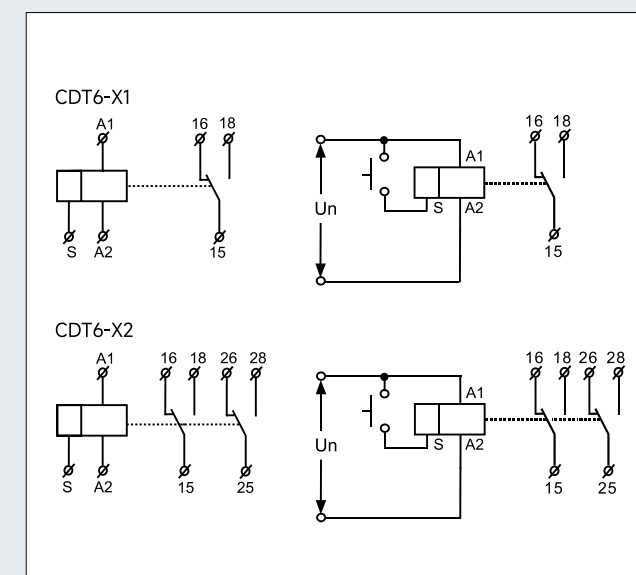 CDT6-X1
A1 16 18
S A2 15
A1 16 18
Un
S A2
15
CDT6-X2
A1 16 18 26 28
S A2 15 25
A1 16 18 26 28
Un
S A2
15 25